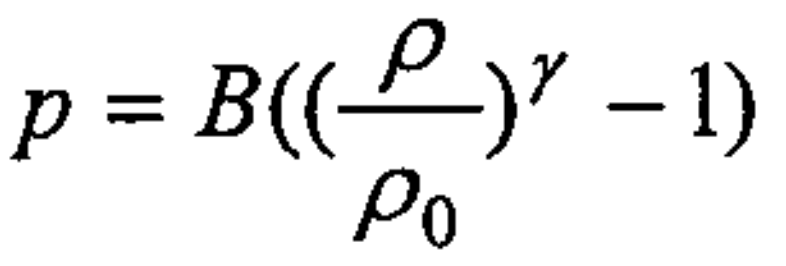 p = B((ρ/ρ₀)^γ − 1)